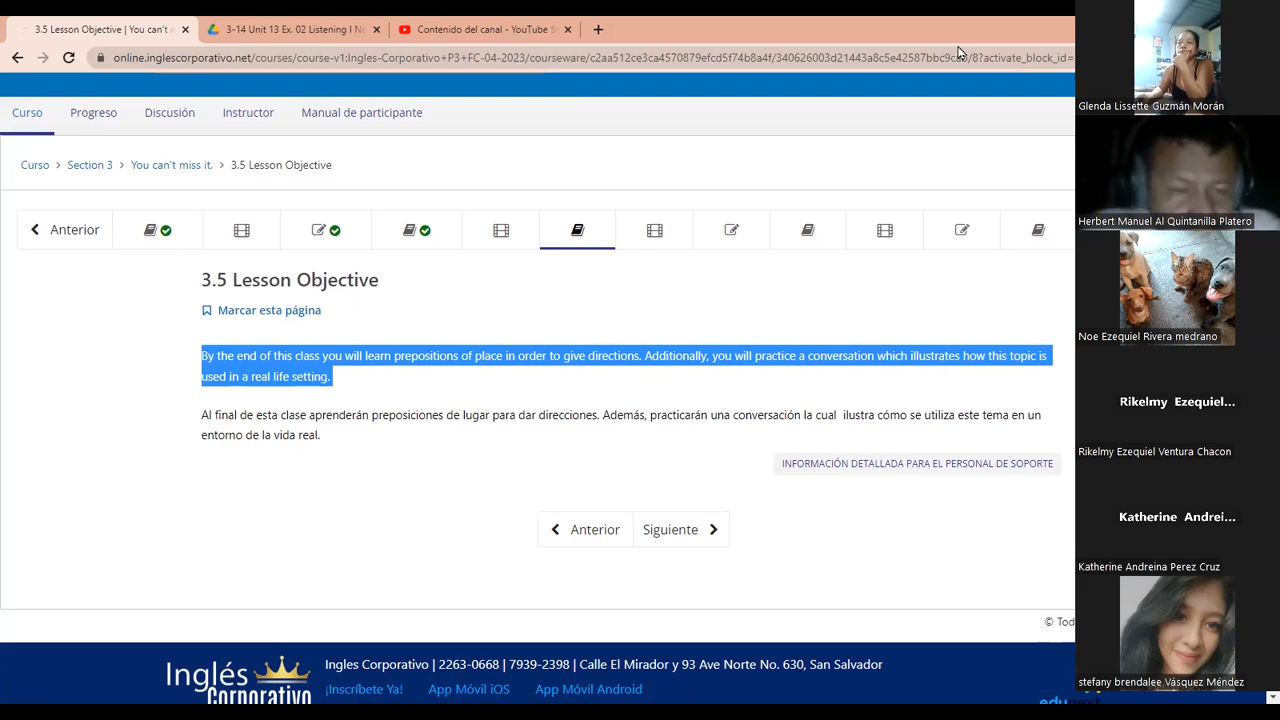 3.5 Lesson Objective | You can't m
3-14 Unit 13 Ex. 02 Listening I Ne
Contenido del canal - YouTube S
online.inglescorporativo.net/courses/course-v1:Ingles-Corporativo+P3+FC-04-2023/courseware/c2aa512ce3ca4570879efcd5f74b8a4f/340626003d21443a8c5e42587bbc9c
/8?activate_block_id=
Curso
Progreso
Discusión
Instructor
Manual de participante
Curso > Section 3 > You can't miss it. > 3.5 Lesson Objective
Anterior
3.5 Lesson Objective
Marcar esta página
By the end of this class you will learn prepositions of place in order to give directions. Additionally, you will practice a conversation which illustrates how this topic is
used in a real life setting.
Al final de esta clase aprenderán preposiciones de lugar para dar direcciones. Además, practicarán una conversación la cual ilustra cómo se utiliza este tema en un
entorno de la vida real.
INFORMACIÓN DETALLADA PARA EL PERSONAL DE SOPORTE
Anterior
Siguiente
© Tod
Inglés
Corporativo
Ingles Corporativo | 2263-0668 | 7939-2398 | Calle El Mirador y 93 Ave Norte No. 630, San Salvador
¡Inscríbete Ya!
App Móvil iOS
App Móvil Android
Glenda Lissette Guzmán Morán
Herbert Manuel Al Quintanilla Platero
Noe Ezequiel Rivera medrano
Rikelmy Ezequiel...
Rikelmy Ezequiel Ventura Chacon
Katherine Andrei...
Katherine Andreina Perez Cruz
stefany brendalee Vásquez Méndez